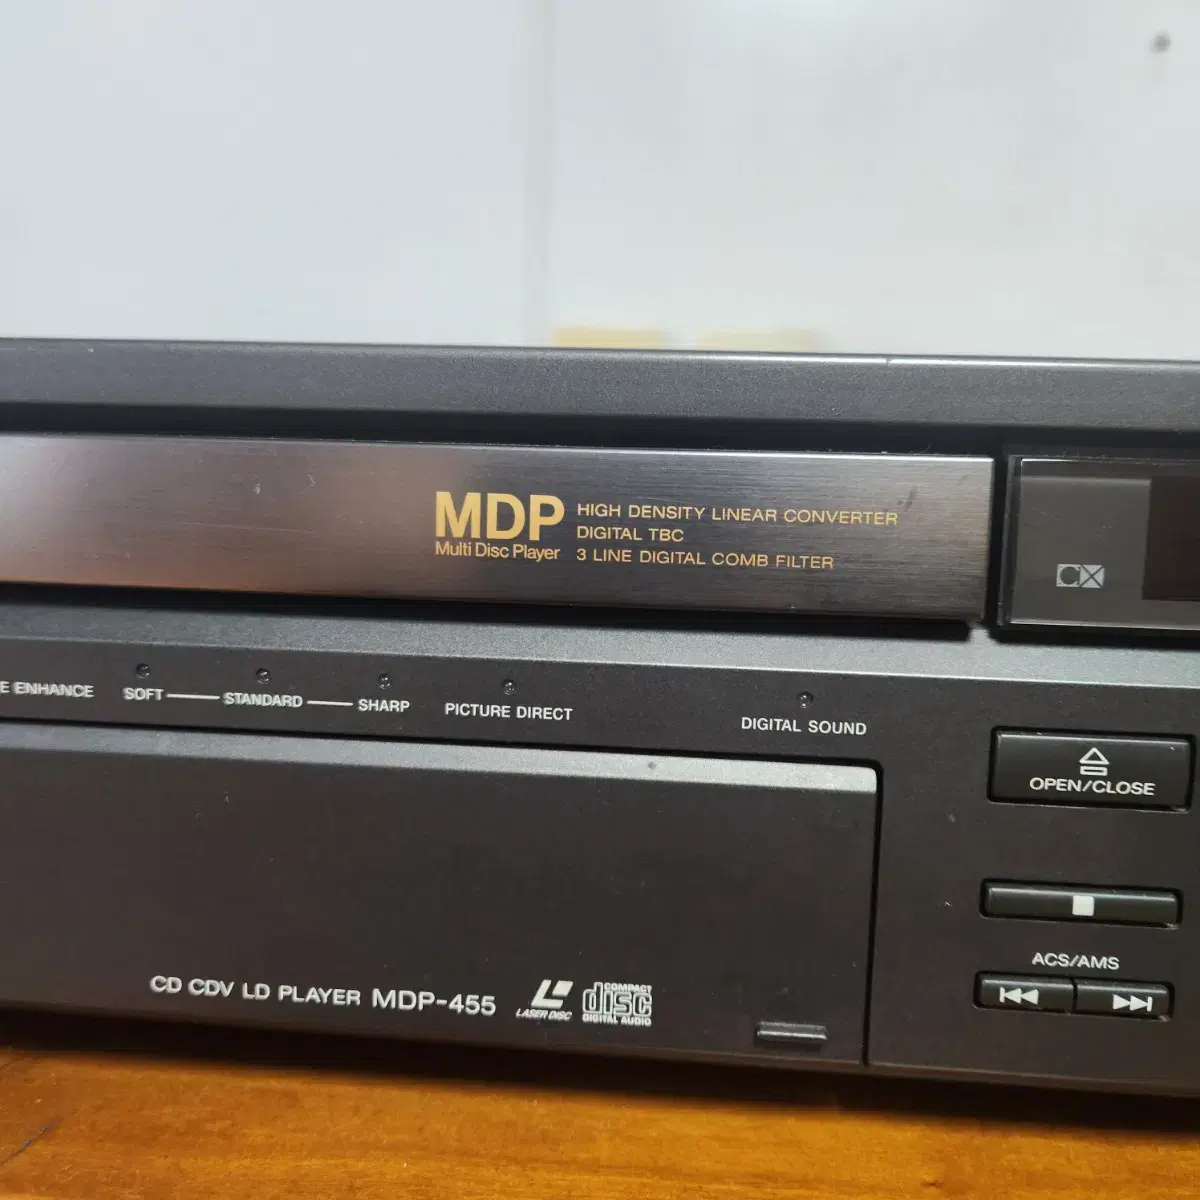 MDP
Multi Disc Player
HIGH DENSITY LINEAR CONVERTER
DIGITAL TBC
3 LINE DIGITAL COMB FILTER
CX
E ENHANCE SOFT STANDARD SHARP PICTURE DIRECT DIGITAL SOUND
OPEN/CLOSE
ACS/AMS
CD CDV LD PLAYER MDP-455
LASER DISC
COMPACT
disc
DIGITAL AUDIO